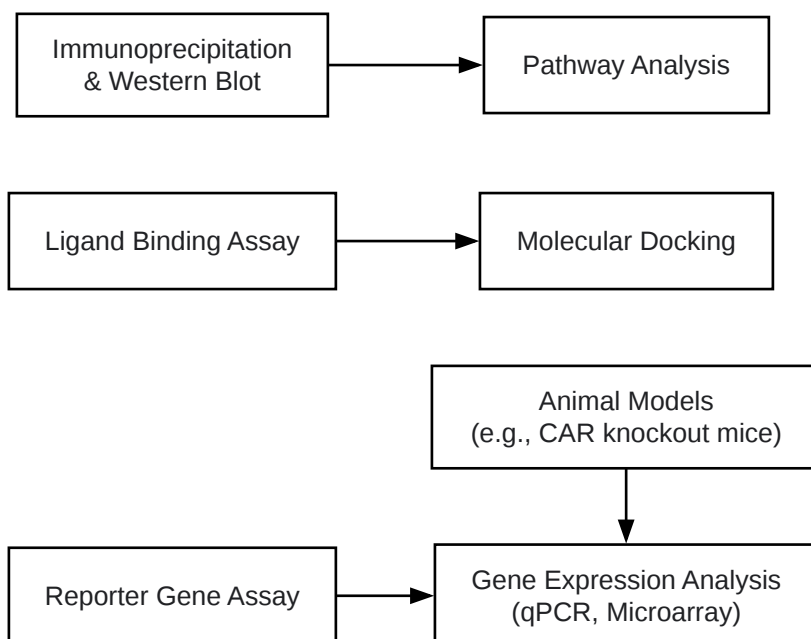 Immunoprecipitation
& Western Blot
Pathway Analysis
Ligand Binding Assay
Molecular Docking
Animal Models
(e.g., CAR knockout mice)
Reporter Gene Assay
Gene Expression Analysis
(qPCR, Microarray)